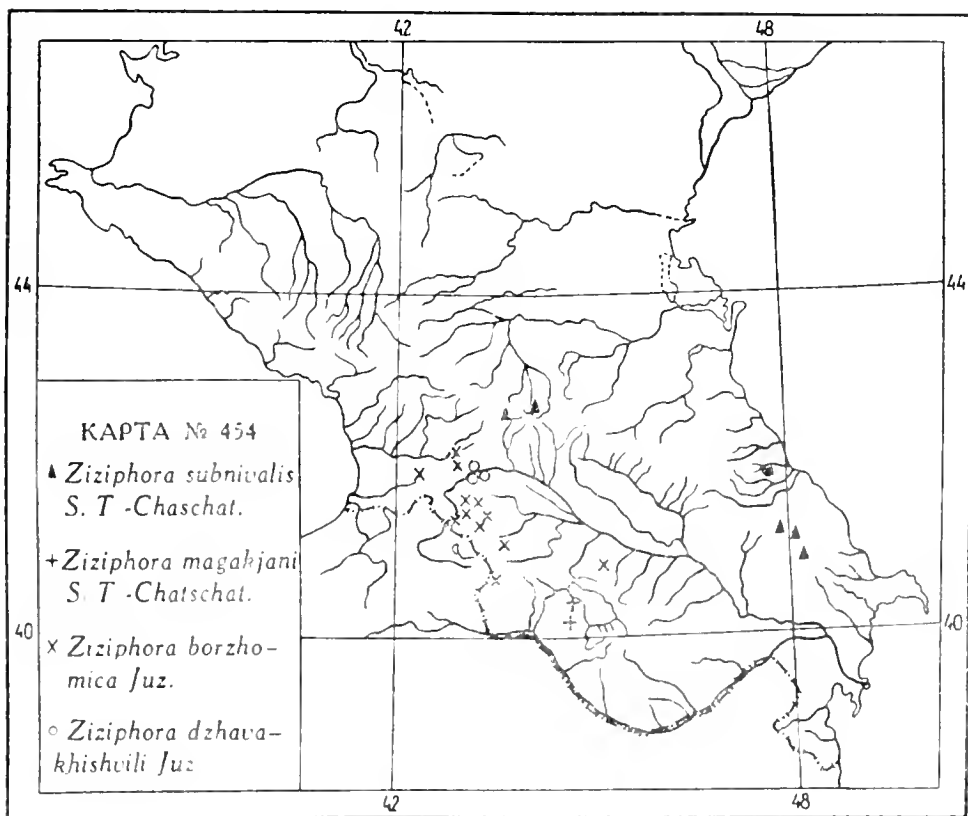 42 48
44 44
КАРТА № 454
▲ Ziziphora subnivalis
S. T -Chaschat.
+ Ziziphora magakjani
S. T -Chatschat.
40 40
× Ziziphora borzho-
mica Juz.
○ Ziziphora dzhava-
khishvili Juz
42 48